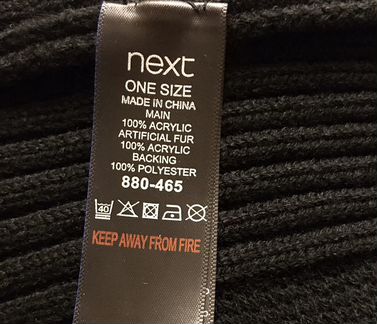 next
ONE SIZE
MADE IN CHINA
MAIN
100% ACRYLIC
ARTIFICIAL FUR
100% ACRYLIC
BACKING
100% POLYESTER
880-465
40
KEEP AWAY FROM FIRE